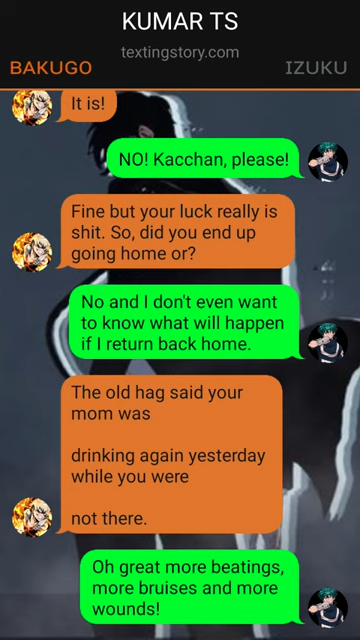 KUMAR TS
textingstory.com
BAKUGO
IZUKU
It is!
NO! Kacchan, please!
Fine but your luck really is
shit. So, did you end up
going home or?
No and I don't even want
to know what will happen
if I return back home.
The old hag said your
mom was
drinking again yesterday
while you were
not there.
Oh great more beatings,
more bruises and more
wounds!